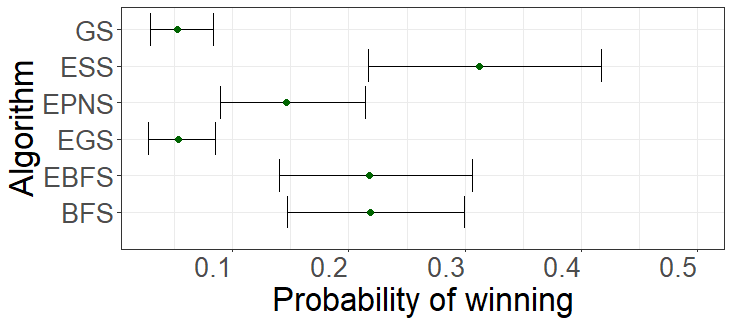 Algorithm
GS
ESS
EPNS
EGS
EBFS
BFS
0.1 0.2 0.3 0.4 0.5
Probability of winning